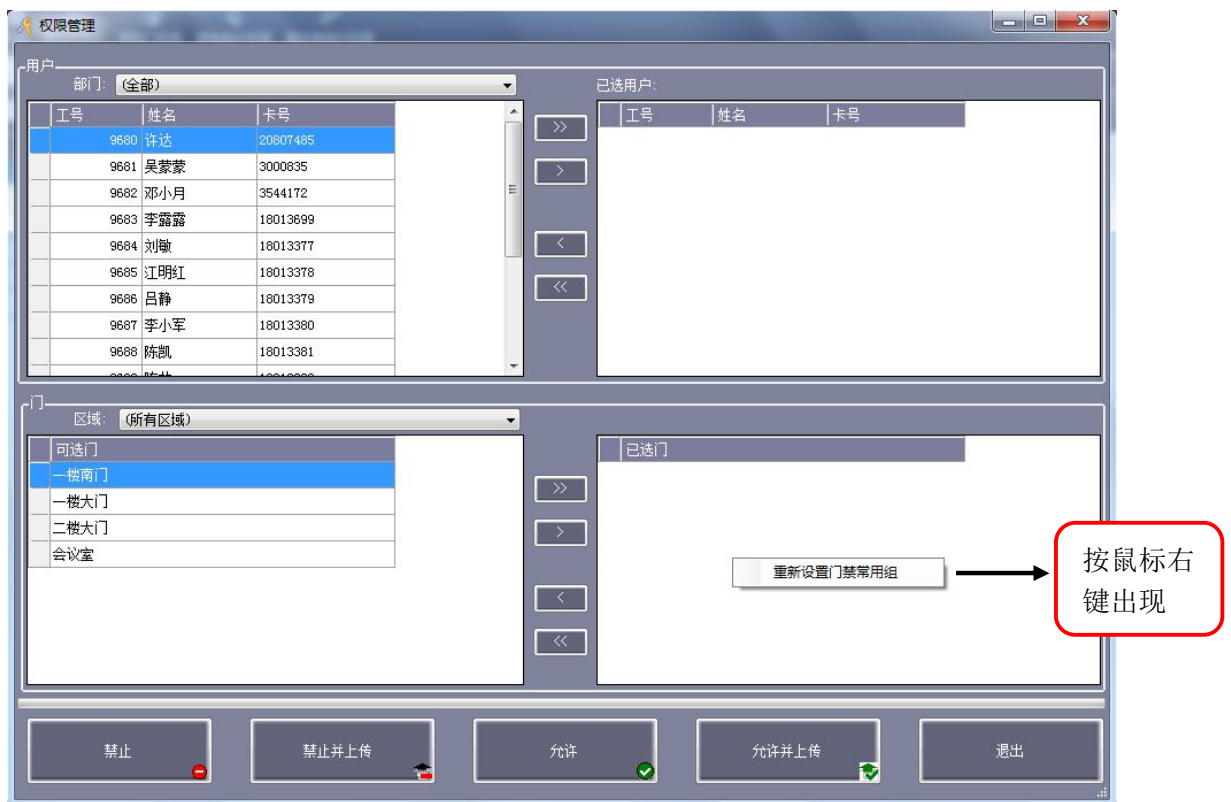 权限管理
用户
部门: (全部) 已选用户:
工号 姓名 卡号 工号 姓名 卡号
9680 许达 20807485
>>
9681 吴蒙蒙 3000835
>
9682 邓小月 3544172
9683 李露露 18013699
9684 刘敏 18013377
<
9685 江明红 18013378
9686 吕静 18013379
<<
9687 李小军 18013380
9688 陈凯 18013381
门
区域: (所有区域)
可选门 已选门
一楼南门
>>
一楼大门
二楼大门
>
会议室
重新设置门禁常用组
按鼠标右
键出现
<
<<
禁止 禁止并上传 允许 允许并上传 退出